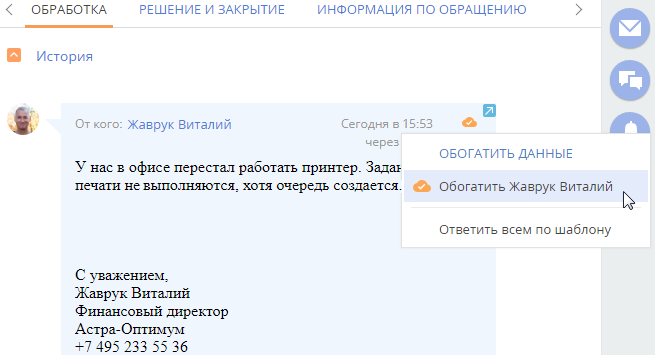 ОБРАБОТКА РЕШЕНИЕ И ЗАКРЫТИЕ ИНФОРМАЦИЯ ПО ОБРАЩЕНИЮ
История
От кого: Жаврук Виталий Сегодня в 15:53
через
У нас в офисе перестал работать принтер.
печати не выполняются, хотя очередь создается.
ОБОГАТИТЬ ДАННЫЕ
Обогатить Жаврук Виталий
Ответить всем по шаблону
С уважением,
Жаврук Виталий
Финансовый директор
Астра-Оптимум
+7 495 233 55 36